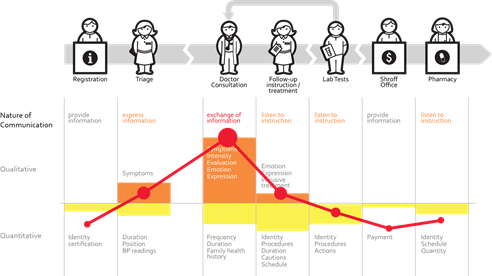 Registration
Triage
Doctor
Consultation
Follow-up
instruction /
treatment
Lab Tests
Shroff
Office
Pharmacy
Nature of
Communication
provide
information
express
information
exchange of
information
listen to
instruction
listen to
instruction
provide
information
listen to
instruction
Qualitative
Symptoms
Symptoms
Intensity
Evaluation
Emotion
Expression
Emotion
Expression
treatment
Quantitative
Identity
certification
Duration
Position
BP readings
Frequency
Duration
Family health
history
Identity
Procedures
Duration
Cautions
Schedule
Identity
Procedures
Actions
Payment
Identity
Schedule
Quantity